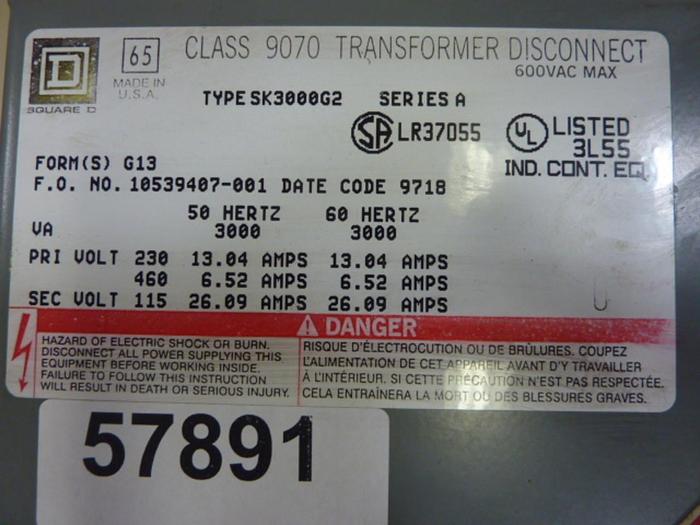 65 CLASS 9070 TRANSFORMER DISCONNECT
600VAC MAX
D
MADE IN
U.S.A.
SQUARE D
TYPE SK3000G2 SERIES A
SA LR37055
UL LISTED
3L55
IND. CONT. EQ.
FORM(S) G13
F.O. NO. 10539407-001 DATE CODE 9718
50 HERTZ 60 HERTZ
VA 3000 3000
PRI VOLT 230 13.04 AMPS 13.04 AMPS
460 6.52 AMPS 6.52 AMPS
SEC VOLT 115 26.09 AMPS 26.09 AMPS
DANGER
HAZARD OF ELECTRIC SHOCK OR BURN.
DISCONNECT ALL POWER SUPPLYING THIS
EQUIPMENT BEFORE WORKING INSIDE.
FAILURE TO FOLLOW THIS INSTRUCTION
WILL RESULT IN DEATH OR SERIOUS INJURY.
RISQUE D'ÉLECTROCUTION OU DE BRÛLURES. COUPEZ
L'ALIMENTATION DE CET APPAREIL AVANT D'Y TRAVAILLER
À L'INTÉRIEUR. SI CETTE PRÉCAUTION N'EST PAS RESPECTÉE,
CELA ENTRAÎNERA LA MORT OU DES BLESSURES GRAVES.
57891